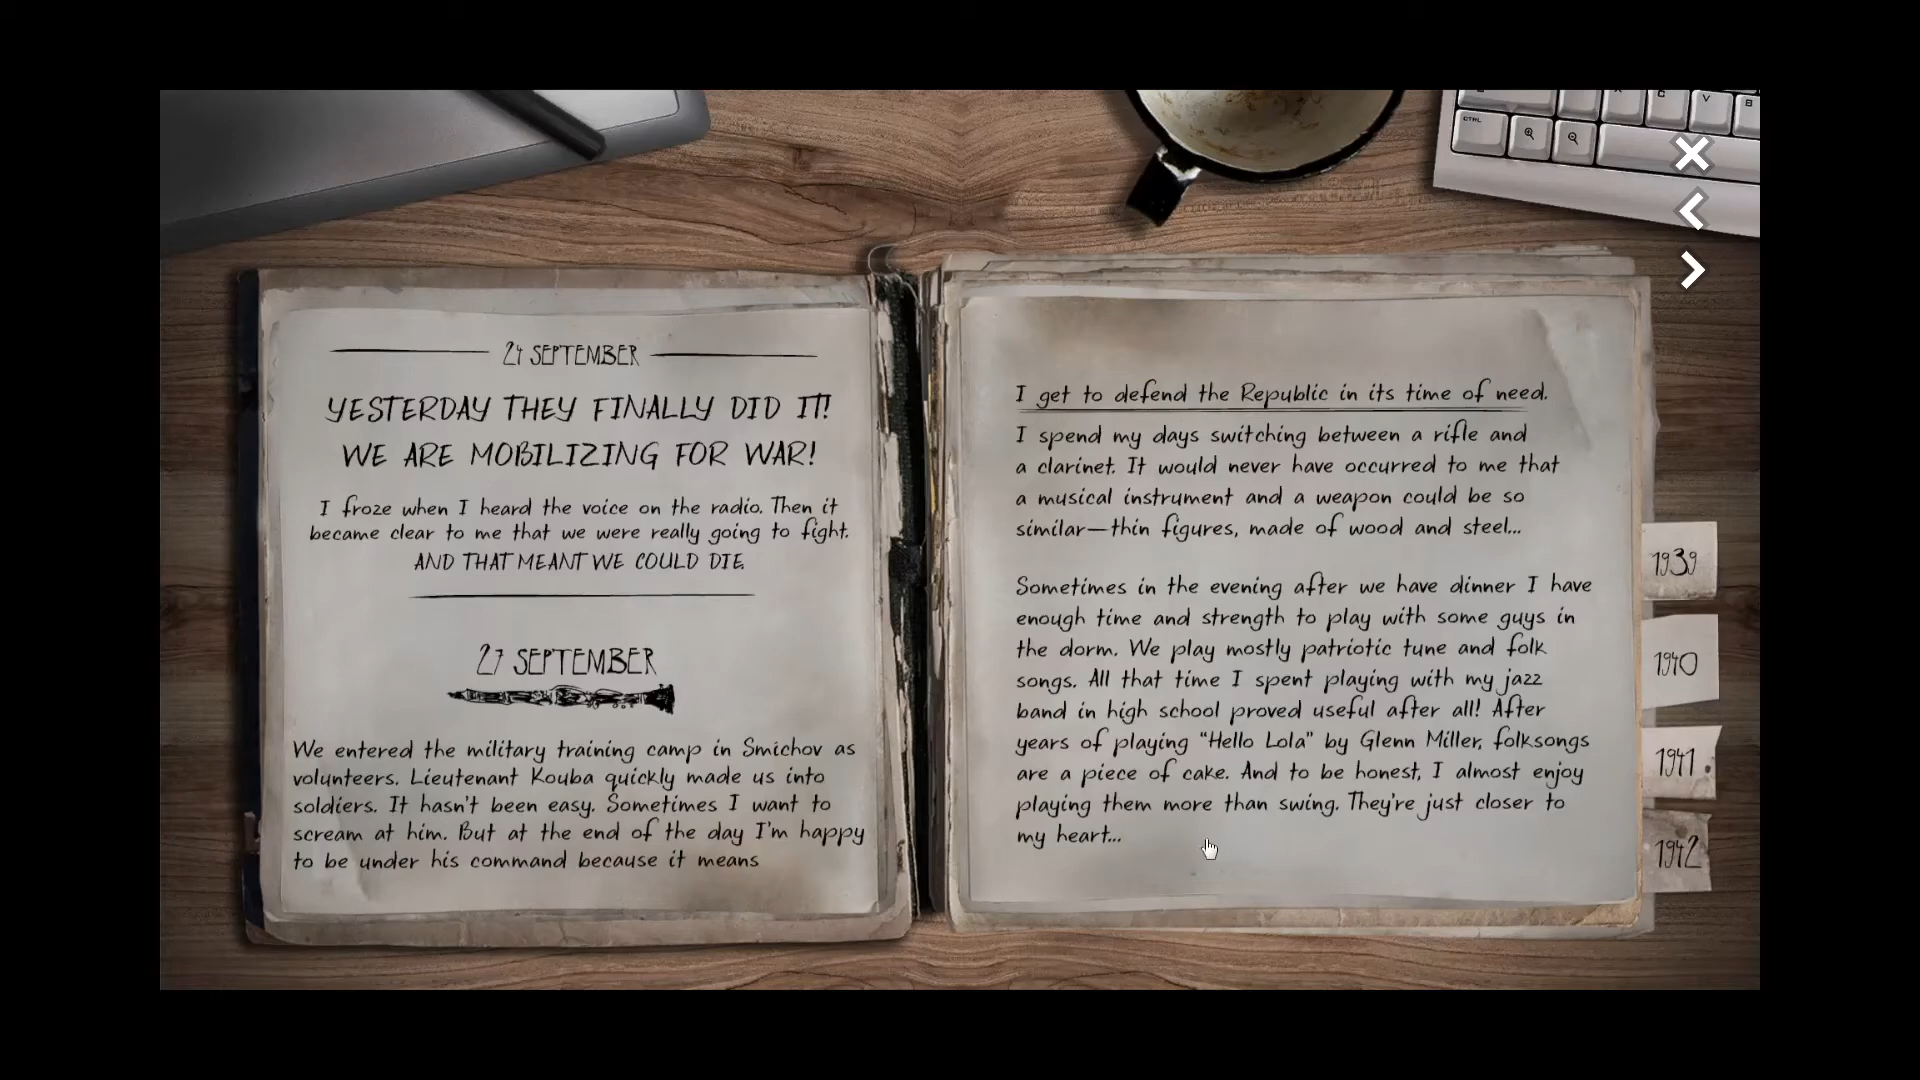 24 SEPTEMBER
YESTERDAY THEY FINALLY DID IT!
WE ARE MOBILIZING FOR WAR!
I froze when I heard the voice on the radio. Then it
became clear to me that we were really going to fight.
AND THAT MEANT WE COULD DIE.
27 SEPTEMBER
We entered the military training camp in Smíchov as
volunteers. Lieutenant Kouba quickly made us into
soldiers. It hasn't been easy. Sometimes I want to
scream at him. But at the end of the day I'm happy
to be under his command because it means
I get to defend the Republic in its time of need.
I spend my days switching between a rifle and
a clarinet. It would never have occurred to me that
a musical instrument and a weapon could be so
similar—thin figures, made of wood and steel...
Sometimes in the evening after we have dinner I have
enough time and strength to play with some guys in
the dorm. We play mostly patriotic tune and folk
songs. All that time I spent playing with my jazz
band in high school proved useful after all! After
years of playing "Hello Lola" by Glenn Miller, folksongs
are a piece of cake. And to be honest, I almost enjoy
playing them more than swing. They're just closer to
my heart...
1939
1940
1941
1942
CTRL
C
V
B